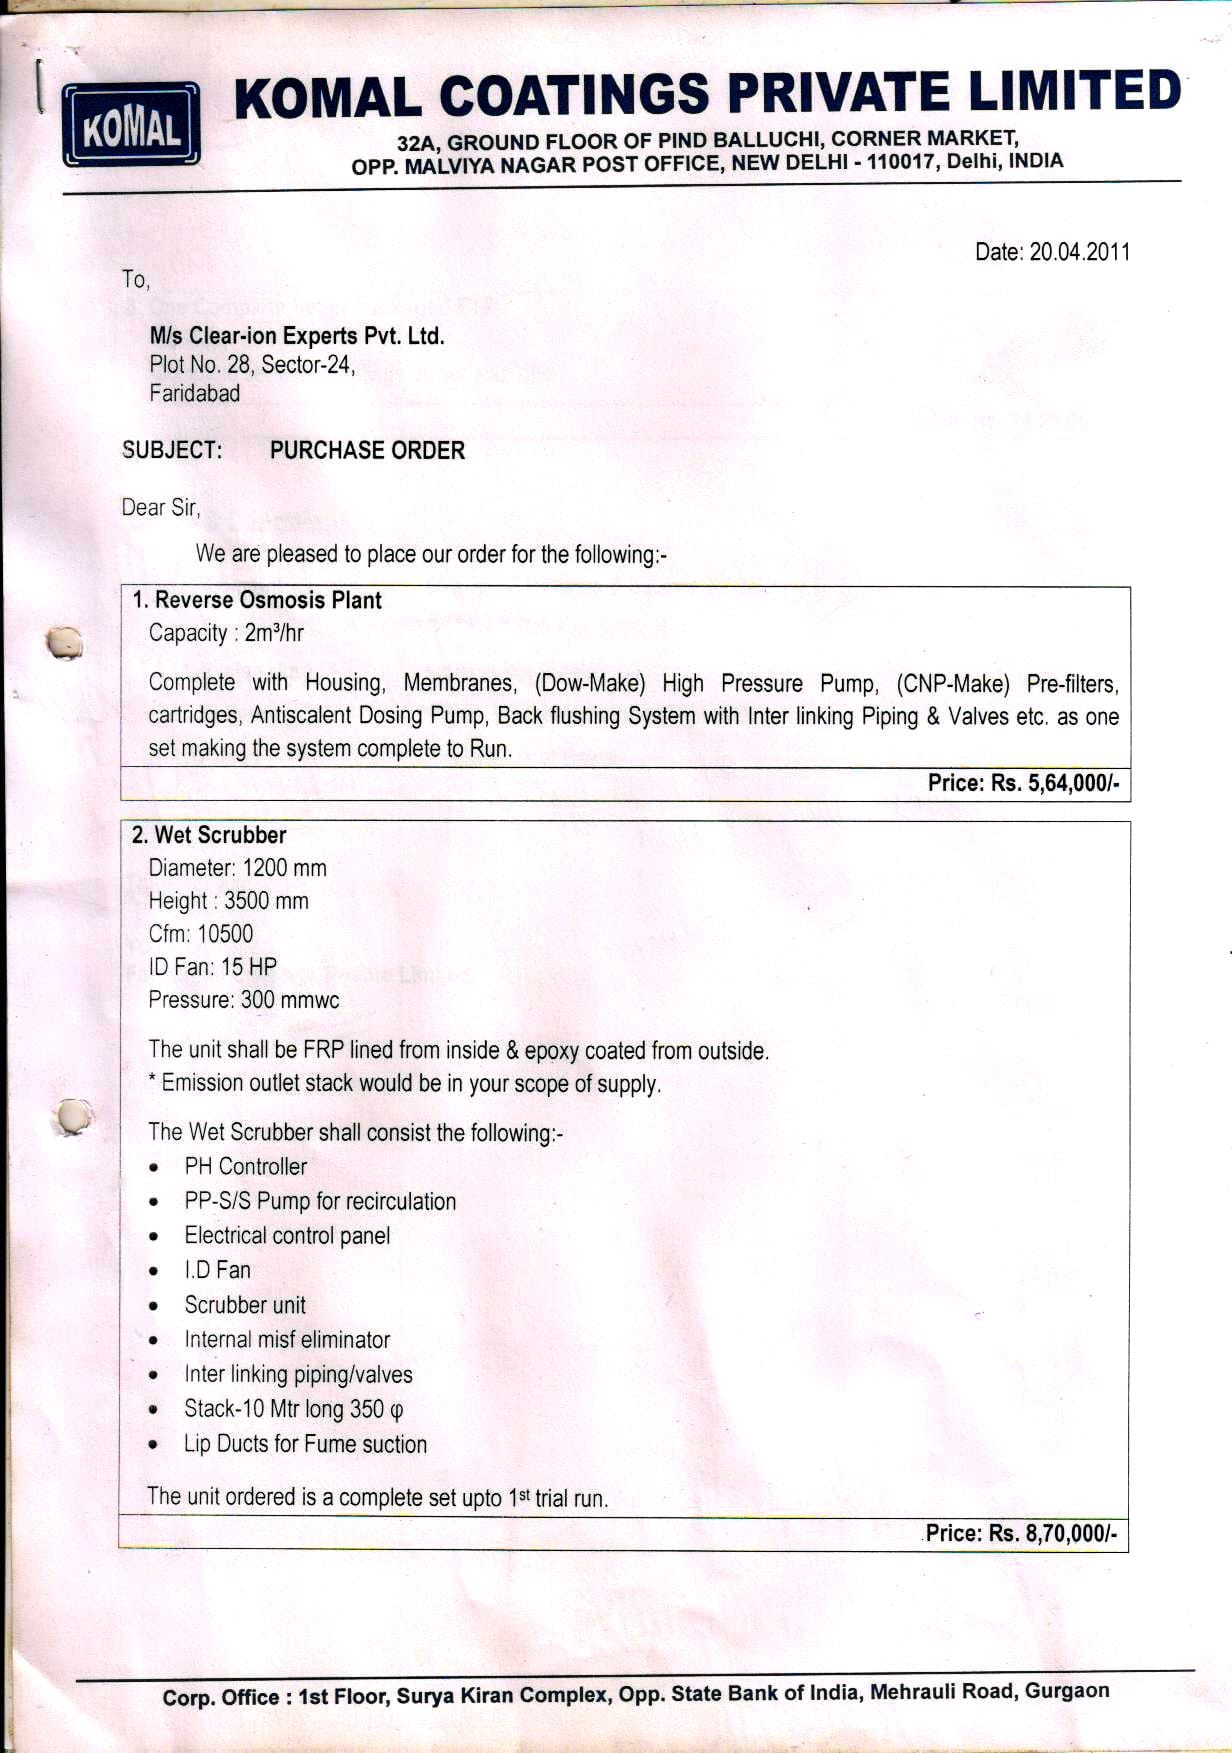 KOMAL
KOMAL COATINGS PRIVATE LIMITED
32A, GROUND FLOOR OF PIND BALLUCHI, CORNER MARKET,
OPP. MALVIYA NAGAR POST OFFICE, NEW DELHI - 110017, Delhi, INDIA
Date: 20.04.2011
To,
M/s Clear-ion Experts Pvt. Ltd.
Plot No. 28, Sector-24,
Faridabad
SUBJECT: PURCHASE ORDER
Dear Sir,
We are pleased to place our order for the following:-
1. Reverse Osmosis Plant
Capacity : 2m³/hr
Complete with Housing, Membranes, (Dow-Make) High Pressure Pump, (CNP-Make) Pre-filters,
cartridges, Antiscalent Dosing Pump, Back flushing System with Inter linking Piping & Valves etc. as one
set making the system complete to Run.
Price: Rs. 5,64,000/-
2. Wet Scrubber
Diameter: 1200 mm
Height : 3500 mm
Cfm: 10500
ID Fan: 15 HP
Pressure: 300 mmwc
The unit shall be FRP lined from inside & epoxy coated from outside.
* Emission outlet stack would be in your scope of supply.
The Wet Scrubber shall consist the following:-
• PH Controller
• PP-S/S Pump for recirculation
• Electrical control panel
• I.D Fan
• Scrubber unit
• Internal misf eliminator
• Inter linking piping/valves
• Stack-10 Mtr long 350 φ
• Lip Ducts for Fume suction
The unit ordered is a complete set upto 1st trial run.
Price: Rs. 8,70,000/-
Corp. Office : 1st Floor, Surya Kiran Complex, Opp. State Bank of India, Mehrauli Road, Gurgaon